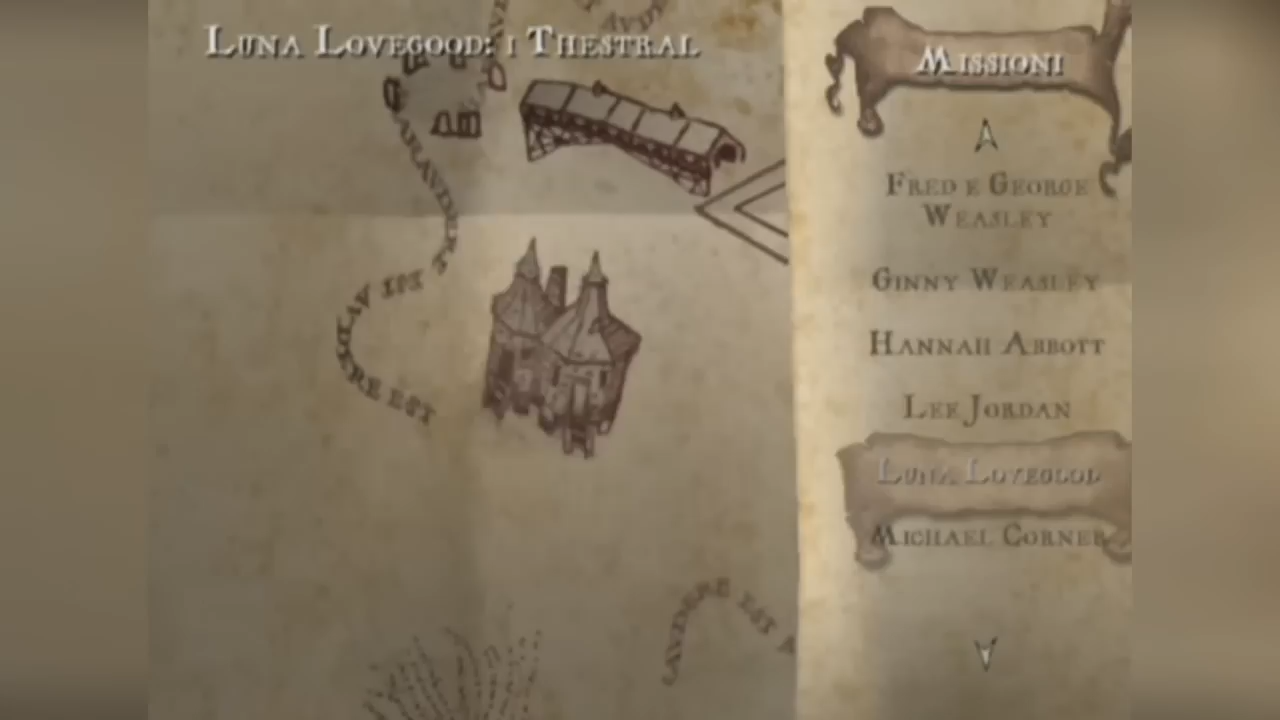 Luna Lovegood: i Thestral
Missioni
Fred e George
Weasley
Ginny Weasley
Hannah Abbott
Lee Jordan
Luna Lovegood
Michael Corner